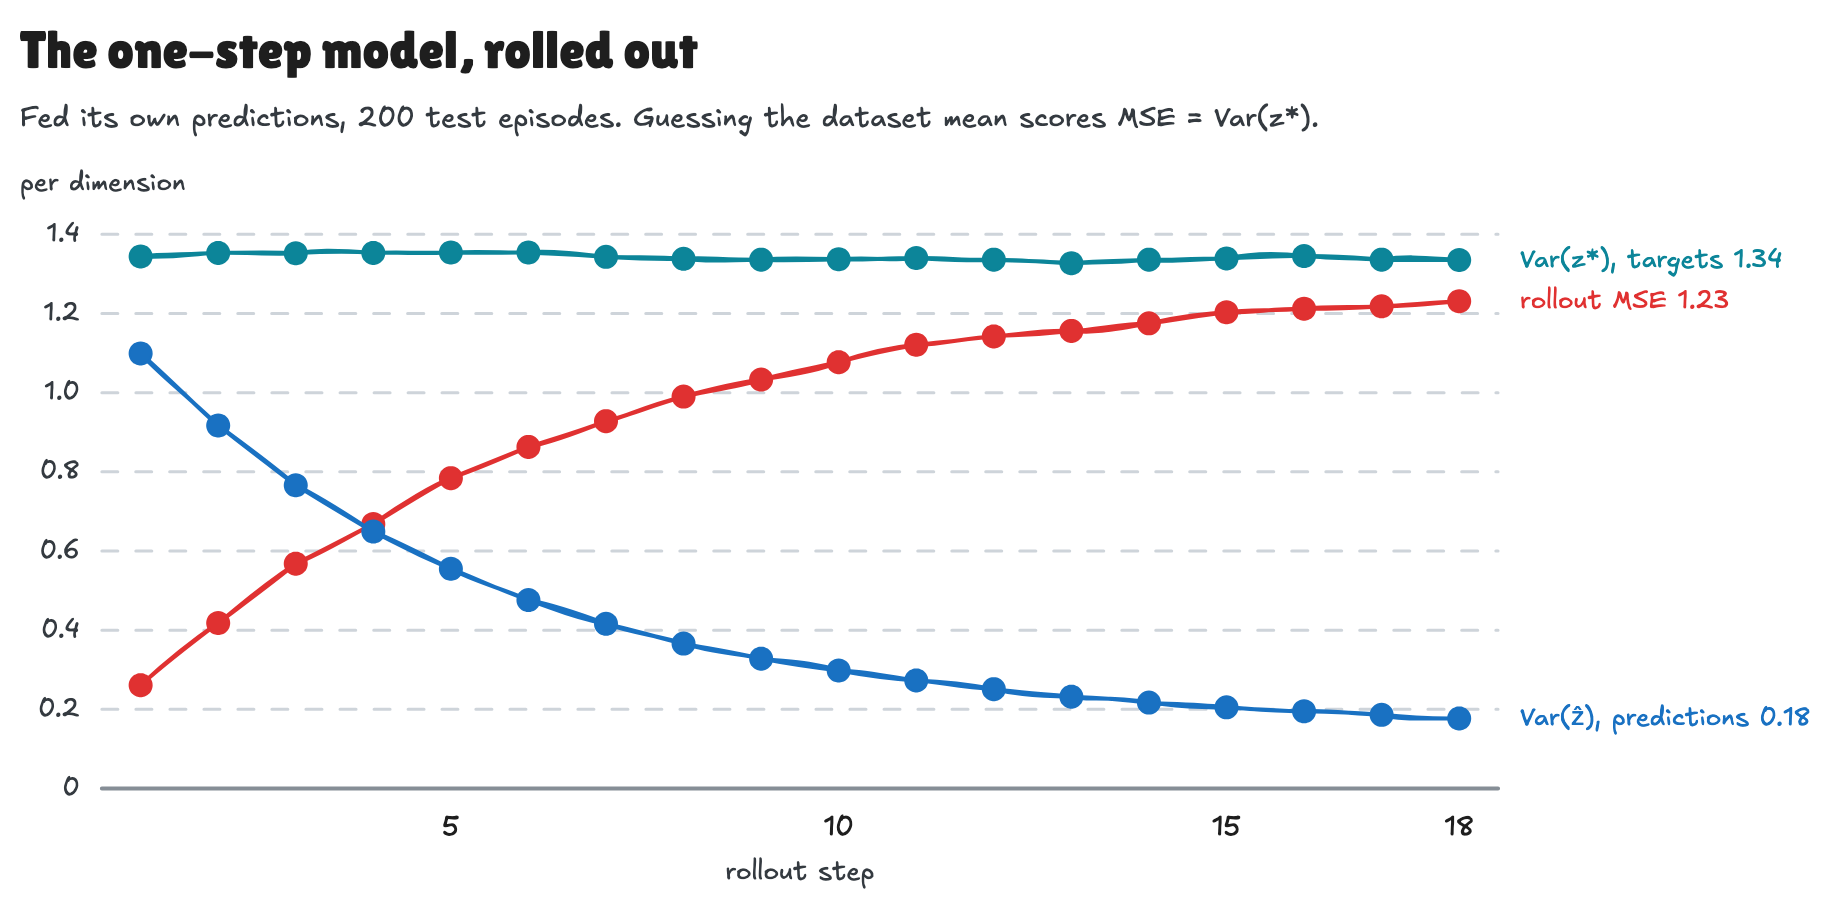 The one-step model, rolled out
Fed its own predictions, 200 test episodes. Guessing the dataset mean scores MSE = Var(z*).
per dimension
1.4
1.2
1.0
0.8
0.6
0.4
0.2
0
Var(z*), targets 1.34
rollout MSE 1.23
Var(ẑ), predictions 0.18
5 10 15 18
rollout step